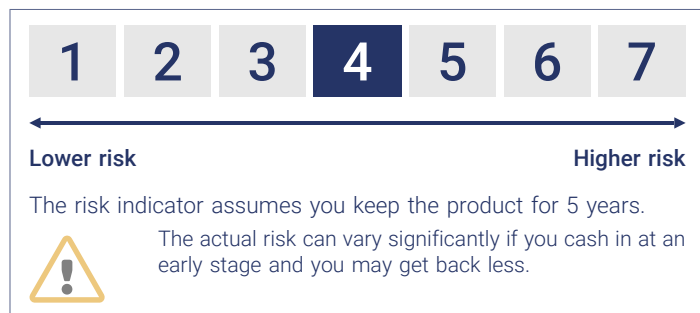 1 2 3 4 5 6 7
Lower risk Higher risk
The risk indicator assumes you keep the product for 5 years.
The actual risk can vary significantly if you cash in at an
early stage and you may get back less.